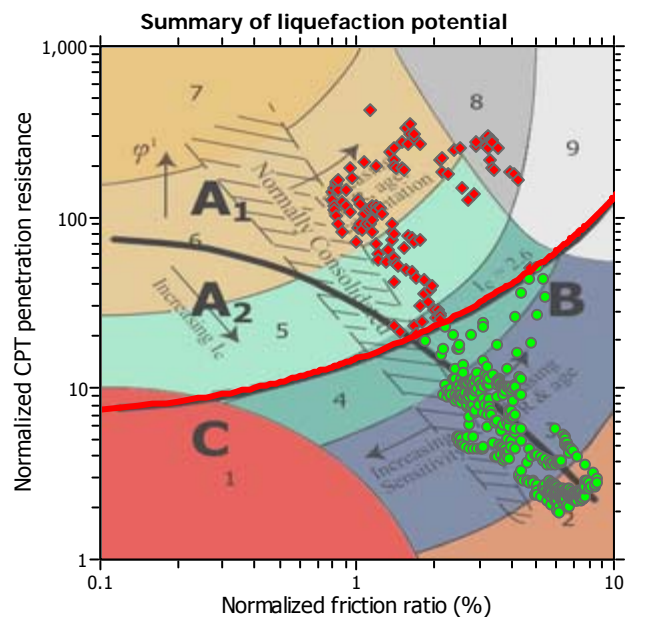 Summary of liquefaction potential
1,000
100
10
1
0.1
1
10
Normalized CPT penetration resistance
Normalized friction ratio (%)
7
8
9
φ'
A1
Normally Consolidated
6
A2
Increasing Ic
5
Ic = 2.6
B
4
C
1
Increasing
Sensitivity
& age
2